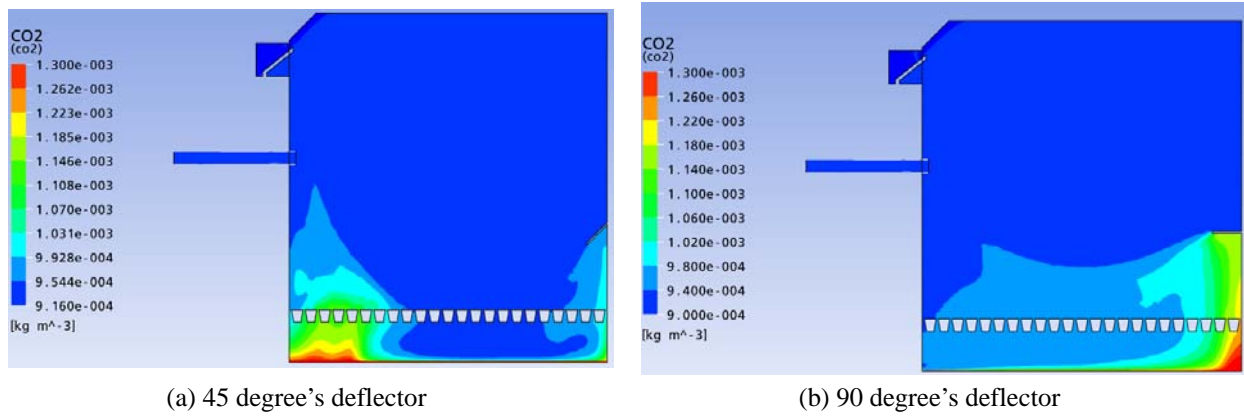 CO2
(co2)
1.300e-003
1.262e-003
1.223e-003
1.185e-003
1.146e-003
1.108e-003
1.070e-003
1.031e-003
9.928e-004
9.544e-004
9.160e-004
[kg m^-3]
(a) 45 degree's deflector
CO2
(co2)
1.300e-003
1.260e-003
1.220e-003
1.180e-003
1.140e-003
1.100e-003
1.060e-003
1.020e-003
9.800e-004
9.400e-004
9.000e-004
[kg m^-3]
(b) 90 degree's deflector